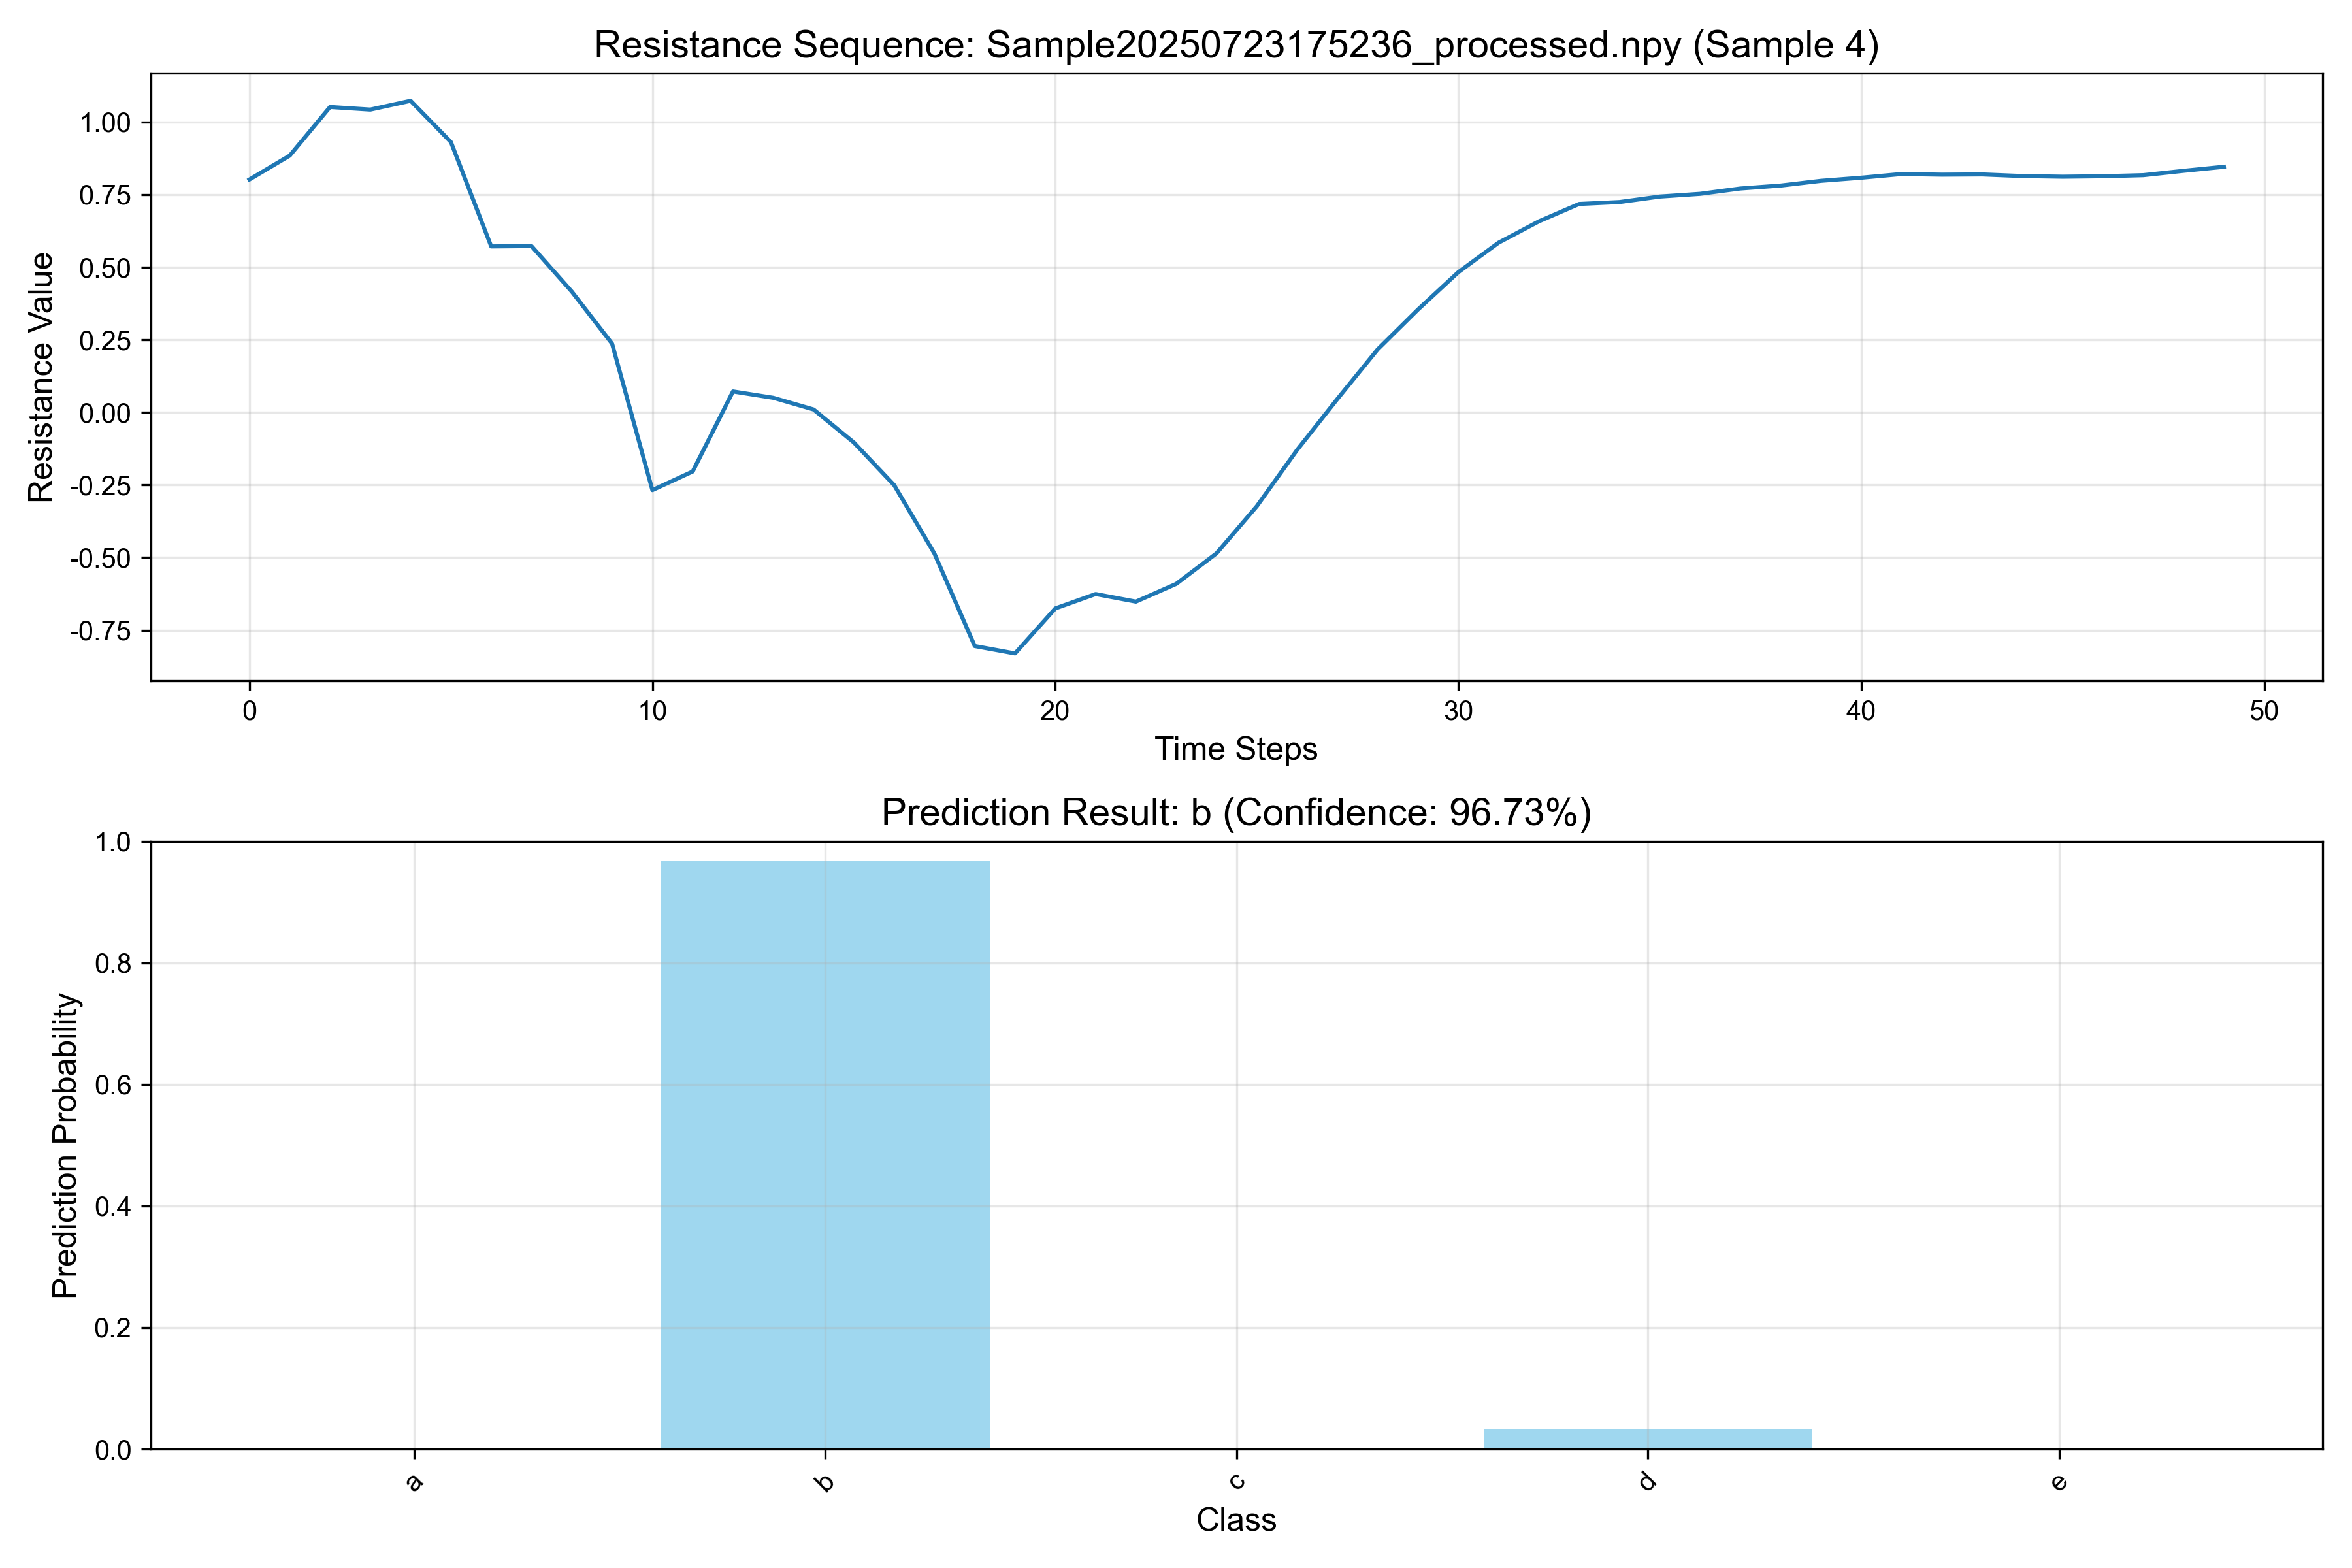 Resistance Sequence: Sample20250723175236_processed.npy (Sample 4)
Resistance Value
1.00
0.75
0.50
0.25
0.00
-0.25
-0.50
-0.75
0 10 20 30 40 50
Time Steps
Prediction Result: b (Confidence: 96.73%)
Prediction Probability
1.0
0.8
0.6
0.4
0.2
0.0
a b c d e
Class